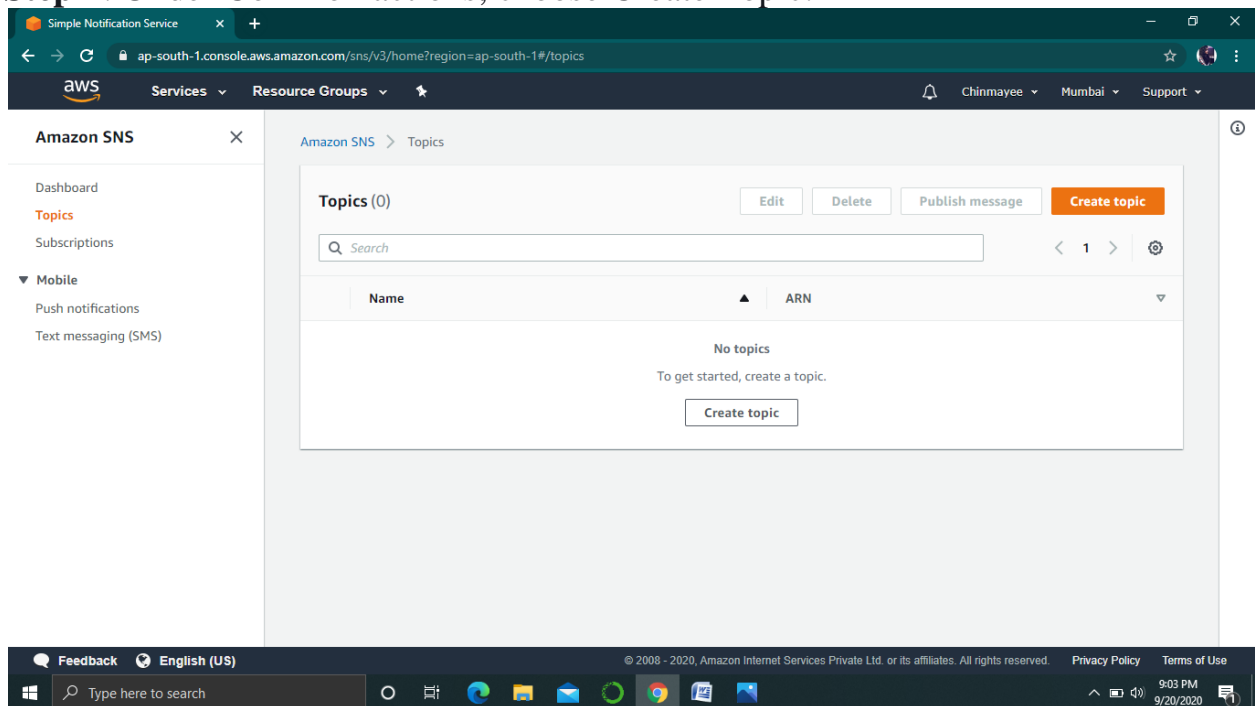 Simple Notification Service
ap-south-1.console.aws.amazon.com/sns/v3/home?region=ap-south-1#/topics
aws Services Resource Groups Chinmayee Mumbai Support
Amazon SNS
Dashboard
Topics
Subscriptions
Mobile
Push notifications
Text messaging (SMS)
Amazon SNS > Topics
Topics (0) Edit Delete Publish message Create topic
Search < 1 >
Name ARN
No topics
To get started, create a topic.
Create topic
Feedback English (US) © 2008 - 2020, Amazon Internet Services Private Ltd. or its affiliates. All rights reserved. Privacy Policy Terms of Use
Type here to search 9:03 PM
9/20/2020